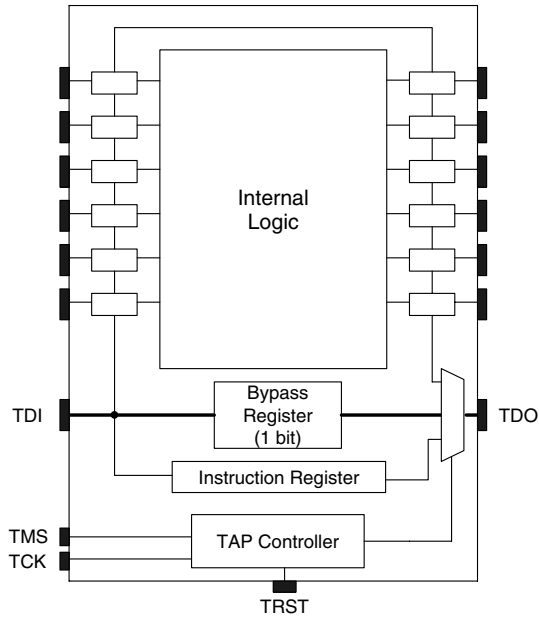 Internal
Logic
Bypass
Register
(1 bit)
TDI
TDO
Instruction Register
TMS
TAP Controller
TCK
TRST